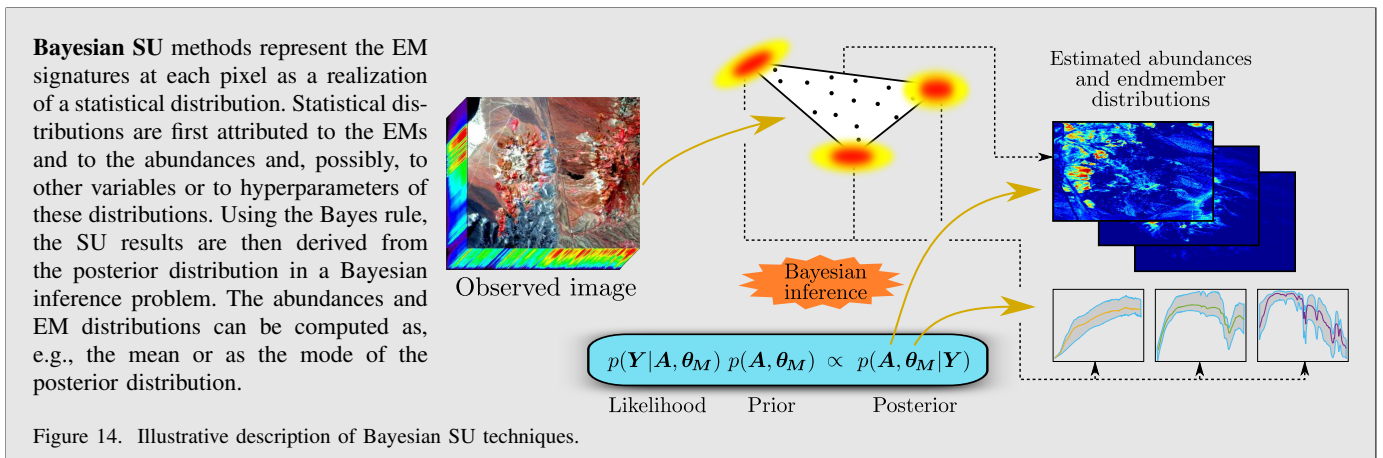 Bayesian SU methods represent the EM
signatures at each pixel as a realization
of a statistical distribution. Statistical dis-
tributions are first attributed to the EMs
and to the abundances and, possibly, to
other variables or to hyperparameters of
these distributions. Using the Bayes rule,
the SU results are then derived from
the posterior distribution in a Bayesian
inference problem. The abundances and
EM distributions can be computed as,
e.g., the mean or as the mode of the
posterior distribution.
Observed image
Estimated abundances
and endmember
distributions
Bayesian
inference
p(Y|A, θ_M) p(A, θ_M) ∝ p(A, θ_M|Y)
Likelihood Prior Posterior
Figure 14. Illustrative description of Bayesian SU techniques.